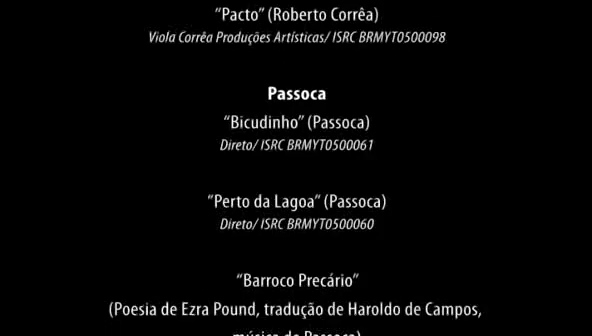 “Pacto” (Roberto Corrêa)
Viola Corrêa Produções Artísticas/ ISRC BRMYT0500098
Passoca
“Bicudinho” (Passoca)
Direto/ ISRC BRMYT0500061
“Perto da Lagoa” (Passoca)
Direto/ ISRC BRMYT0500060
“Barroco Precário”
(Poesia de Ezra Pound, tradução de Haroldo de Campos,
música de Passoca)